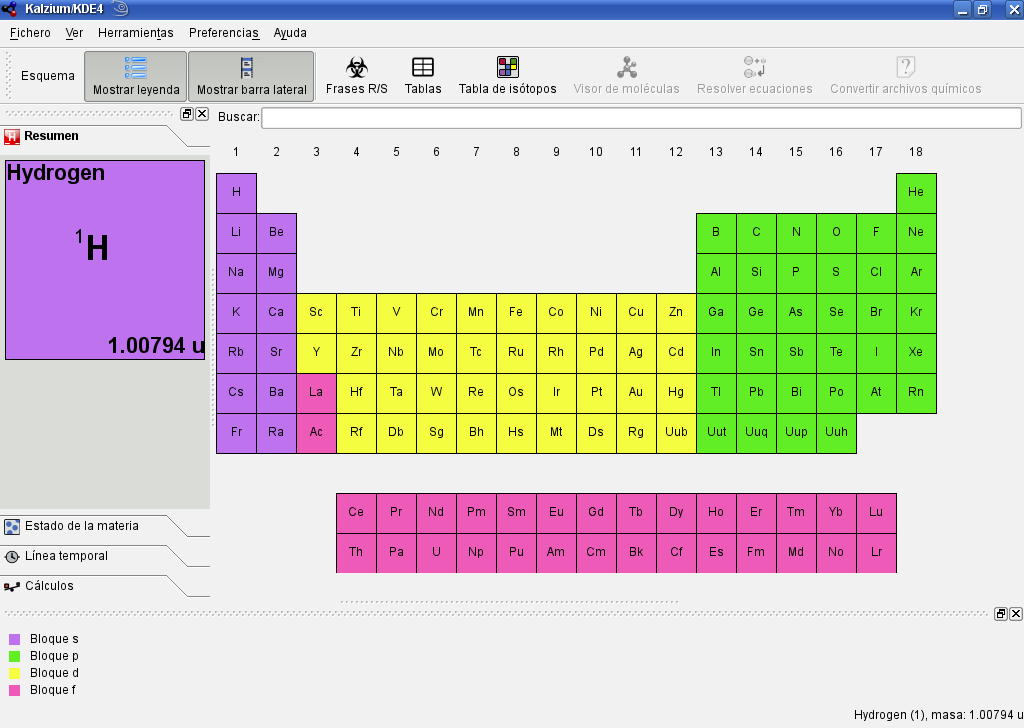 Kalzium/KDE4
Fichero Ver Herramientas Preferencias Ayuda
Esquema Mostrar leyenda Mostrar barra lateral Frases R/S Tablas Tabla de isótopos Visor de moléculas Resolver ecuaciones Convertir archivos químicos
Buscar:
Resumen
Hydrogen
1H
1.00794 u
Estado de la materia
Línea temporal
Cálculos
1 2 3 4 5 6 7 8 9 10 11 12 13 14 15 16 17 18
H He
Li Be B C N O F Ne
Na Mg Al Si P S Cl Ar
K Ca Sc Ti V Cr Mn Fe Co Ni Cu Zn Ga Ge As Se Br Kr
Rb Sr Y Zr Nb Mo Tc Ru Rh Pd Ag Cd In Sn Sb Te I Xe
Cs Ba La Hf Ta W Re Os Ir Pt Au Hg Tl Pb Bi Po At Rn
Fr Ra Ac Rf Db Sg Bh Hs Mt Ds Rg Uub Uut Uuq Uup Uuh
Ce Pr Nd Pm Sm Eu Gd Tb Dy Ho Er Tm Yb Lu
Th Pa U Np Pu Am Cm Bk Cf Es Fm Md No Lr
Bloque s
Bloque p
Bloque d
Bloque f
Hydrogen (1), masa: 1.00794 u